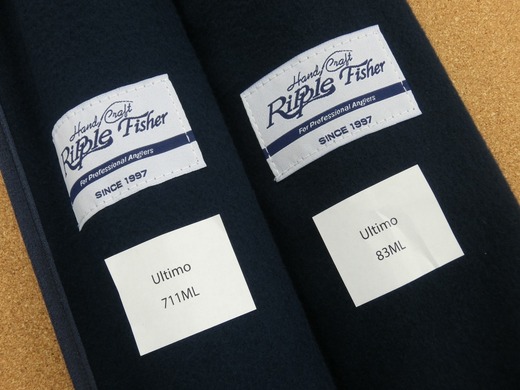 Hand Craft
Ripple Fisher
For Professional Anglers
SINCE 1997
Ultimo
711ML
Hand Craft
Ripple Fisher
For Professional Anglers
SINCE 1997
Ultimo
83ML